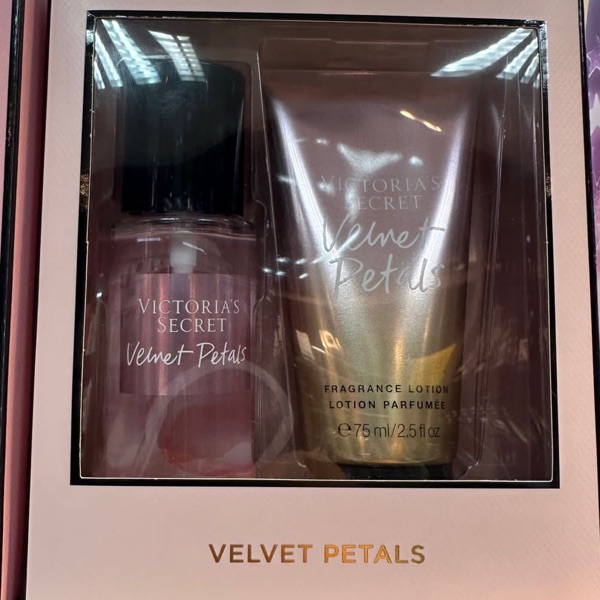 VICTORIA'S
SECRET
Velvet Petals
VICTORIA'S
SECRET
Velvet
Petals
FRAGRANCE LOTION
LOTION PARFUMÉE
℮75 ml/2.5 fl oz
VELVET PETALS